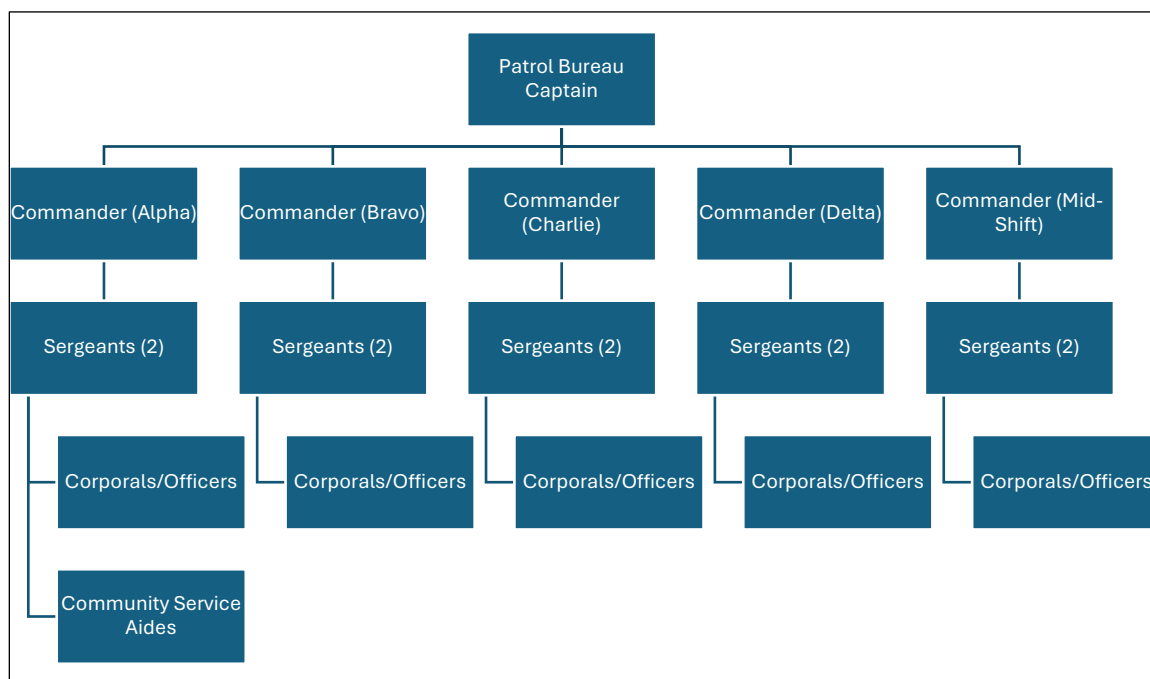 Patrol Bureau
Captain
Commander (Alpha)
Commander (Bravo)
Commander
(Charlie)
Commander (Delta)
Commander (Mid-
Shift)
Sergeants (2)
Sergeants (2)
Sergeants (2)
Sergeants (2)
Sergeants (2)
Corporals/Officers
Corporals/Officers
Corporals/Officers
Corporals/Officers
Corporals/Officers
Community Service
Aides